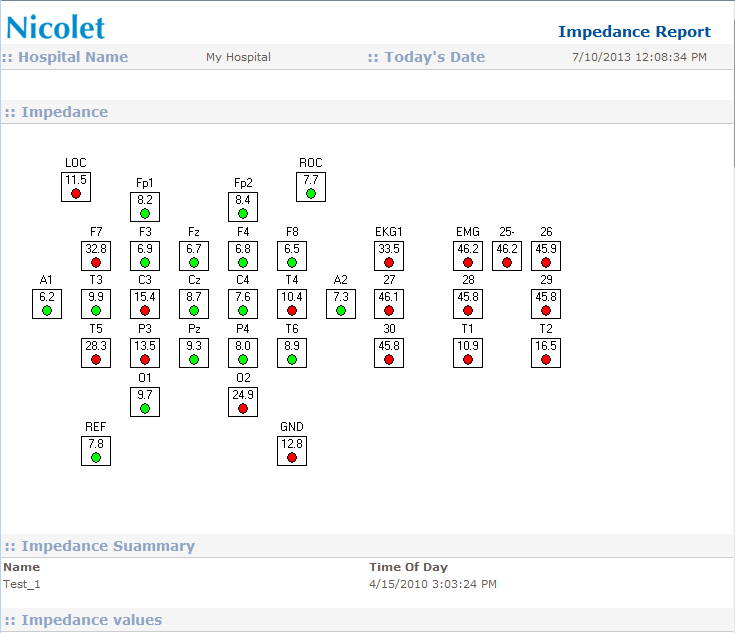 Nicolet
Impedance Report
:: Hospital Name My Hospital :: Today's Date 7/10/2013 12:08:34 PM
:: Impedance
LOC ROC
11.5 7.7
Fp1 Fp2
8.2 8.4
F7 F3 Fz F4 F8 EKG1 EMG 25- 26
32.8 6.9 6.7 6.8 6.5 33.5 46.2 46.2 45.9
A1 T3 C3 Cz C4 T4 A2 27 28 29
6.2 9.9 15.4 8.7 7.6 10.4 7.3 46.1 45.8 45.8
T5 P3 Pz P4 T6 30 T1 T2
28.3 13.5 9.3 8.0 8.9 45.8 10.9 16.5
O1 O2
9.7 24.9
REF GND
7.8 12.8
:: Impedance Suammary
Name Time Of Day
Test_1 4/15/2010 3:03:24 PM
:: Impedance values